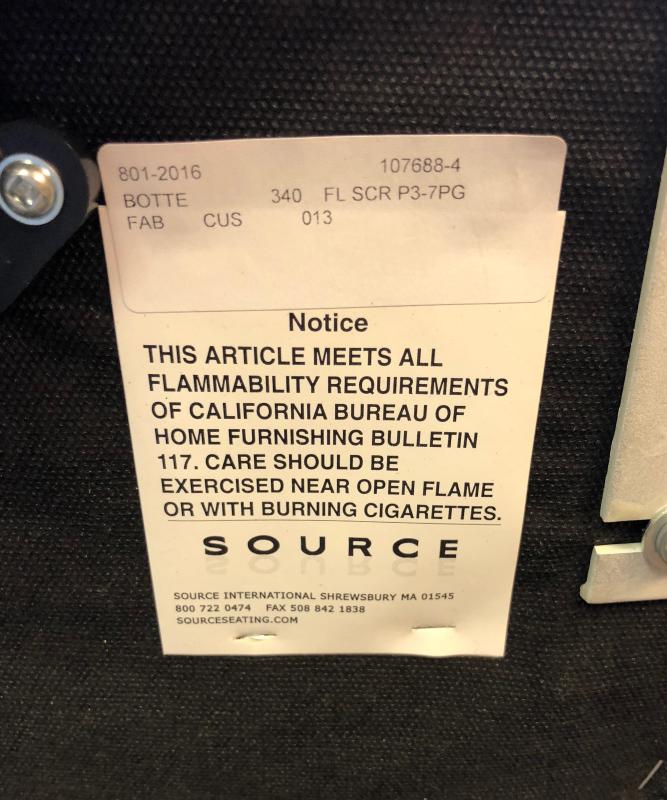 801-2016 107688-4
BOTTE 340 FL SCR P3-7PG
FAB CUS 013
Notice
THIS ARTICLE MEETS ALL
FLAMMABILITY REQUIREMENTS
OF CALIFORNIA BUREAU OF
HOME FURNISHING BULLETIN
117. CARE SHOULD BE
EXERCISED NEAR OPEN FLAME
OR WITH BURNING CIGARETTES.
SOURCE
SOURCE INTERNATIONAL SHREWSBURY MA 01545
800 722 0474 FAX 508 842 1838
SOURCESEATING.COM